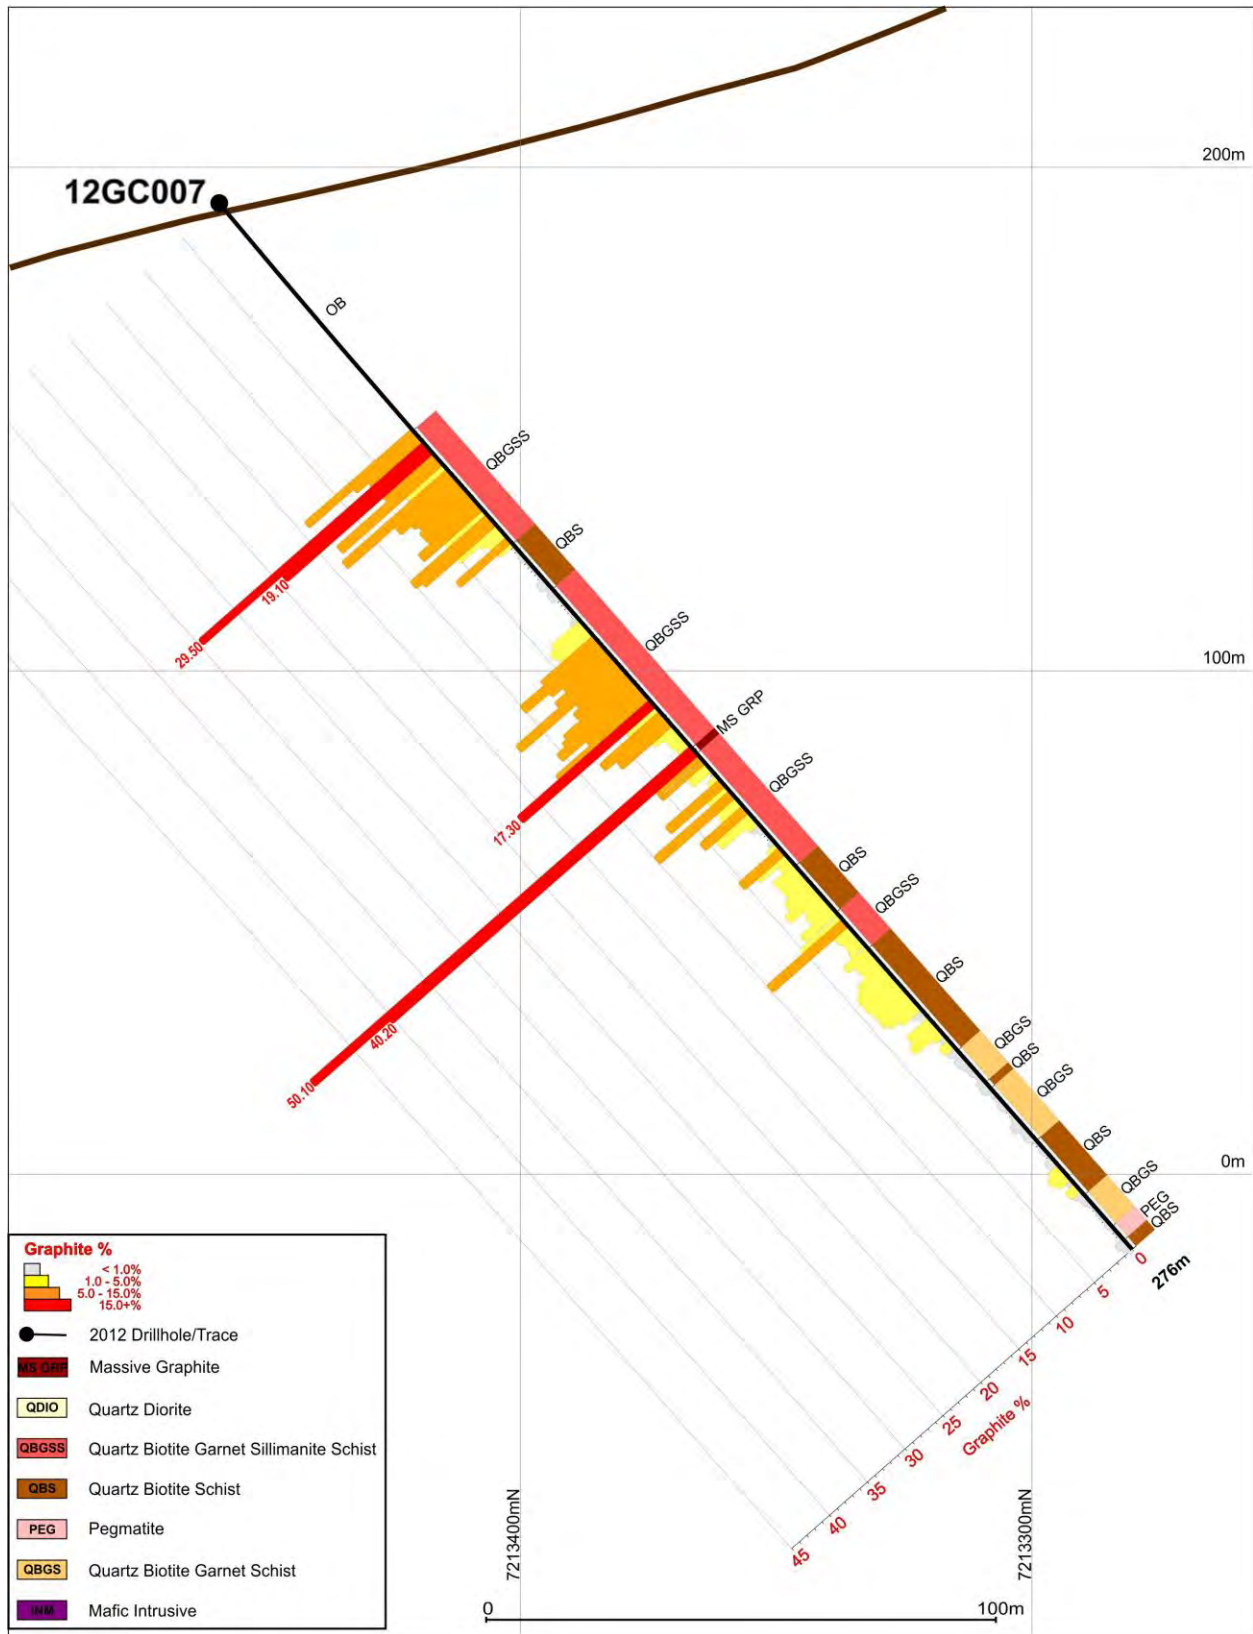 200m
12GC007
OB
QBGSS
QBS
19.10
29.50
QBGSS
100m
MS GRP
17.30
QBGSS
QBS
QBGSS
QBS
40.20
50.10
QBGS
QBS
QBGS
QBS
0m
QBGS
PEG
QBS
0
276m
5
10
15
20
25
30
35
40
45
Graphite %
7213400mN
7213300mN
0 100m
Graphite %
< 1.0%
1.0 - 5.0%
5.0 - 15.0%
15.0+%
2012 Drillhole/Trace
MS GRP Massive Graphite
QDIO Quartz Diorite
QBGSS Quartz Biotite Garnet Sillimanite Schist
QBS Quartz Biotite Schist
PEG Pegmatite
QBGS Quartz Biotite Garnet Schist
INM Mafic Intrusive